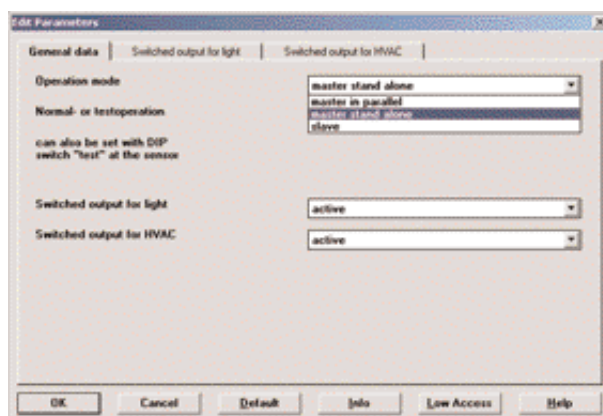 Edit Parameters
General data
Switched output for light
Switched output for HVAC
Operation mode
master stand alone
master in parallel
master stand alone
slave
Normal- or testoperation
can also be set with DIP
switch "test" at the sensor
Switched output for light
active
Switched output for HVAC
active
OK
Cancel
Default
Info
Low Access
Help